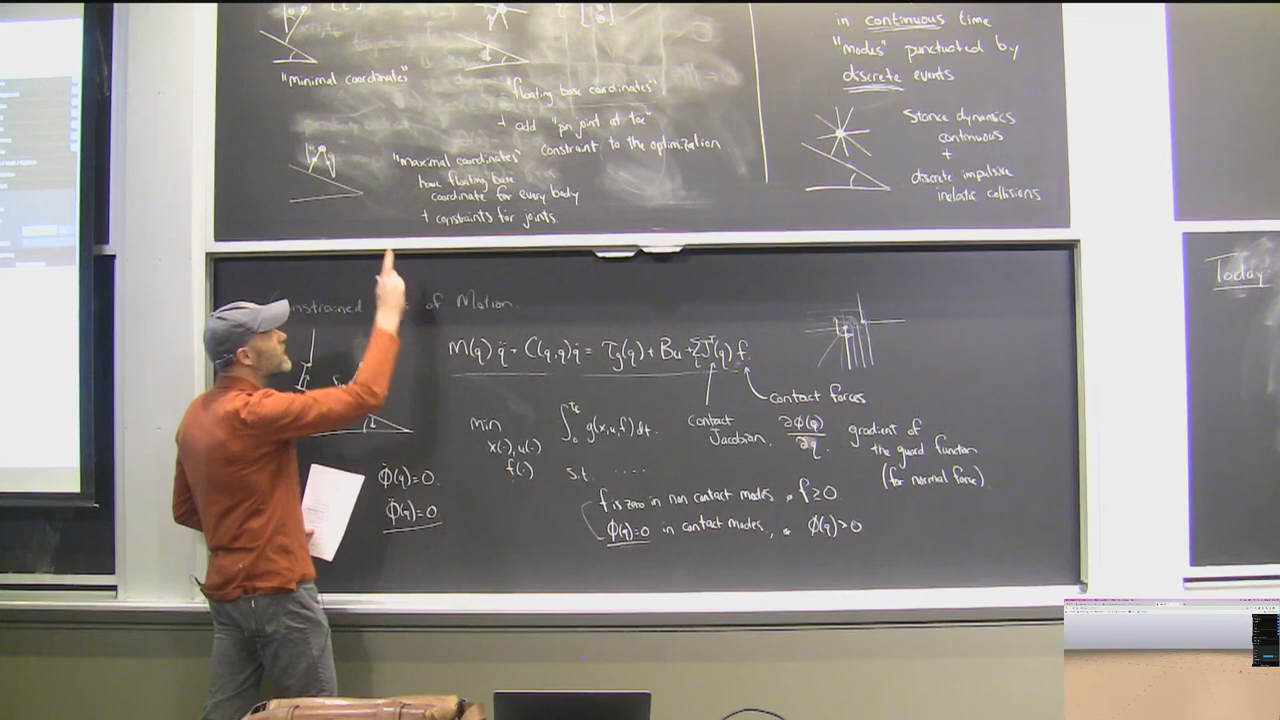 "minimal coordinates"
"floating base coordinates"
+ add "pin joint at toe"
constraint to the optimization
"maximal coordinates"
have floating base
coordinate for every body
+ constraints for joints.
in continuous time
"modes" punctuated by
discrete events
Stance dynamics
continuous
+
discrete impulsive
inelastic collisions
of Motion.
M(q) q̈ + C(q,q̇)q̇ = τg(q) + Bu + Σ Jᵀ(q) f
contact forces
Contact
Jacobian.
∂φ(q)/∂q
gradient of
the guard function
(for normal force)
min
x(·), u(·)
f(·)
∫₀^tf g(x,u,f)dt.
s.t. ....
f is zero in non contact modes, f ≥ 0
φ(q)=0 in contact modes, φ(q)>0
φ̇(q)=0.
φ̈(q)=0
Today: